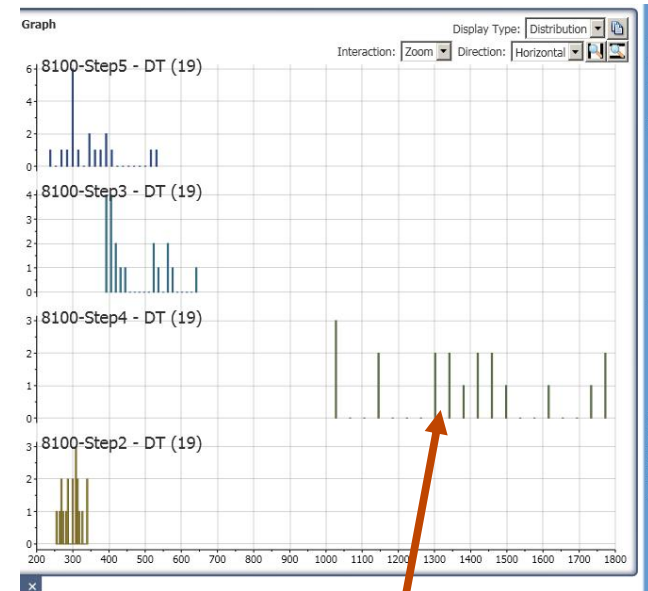 Graph
Display Type: Distribution
Interaction: Zoom Direction: Horizontal
8100-Step5 - DT (19)
6
4
2
0
8100-Step3 - DT (19)
4
3
2
1
0
8100-Step4 - DT (19)
3
2
1
0
8100-Step2 - DT (19)
3
2
1
0
200 300 400 500 600 700 800 900 1000 1100 1200 1300 1400 1500 1600 1700 1800
×